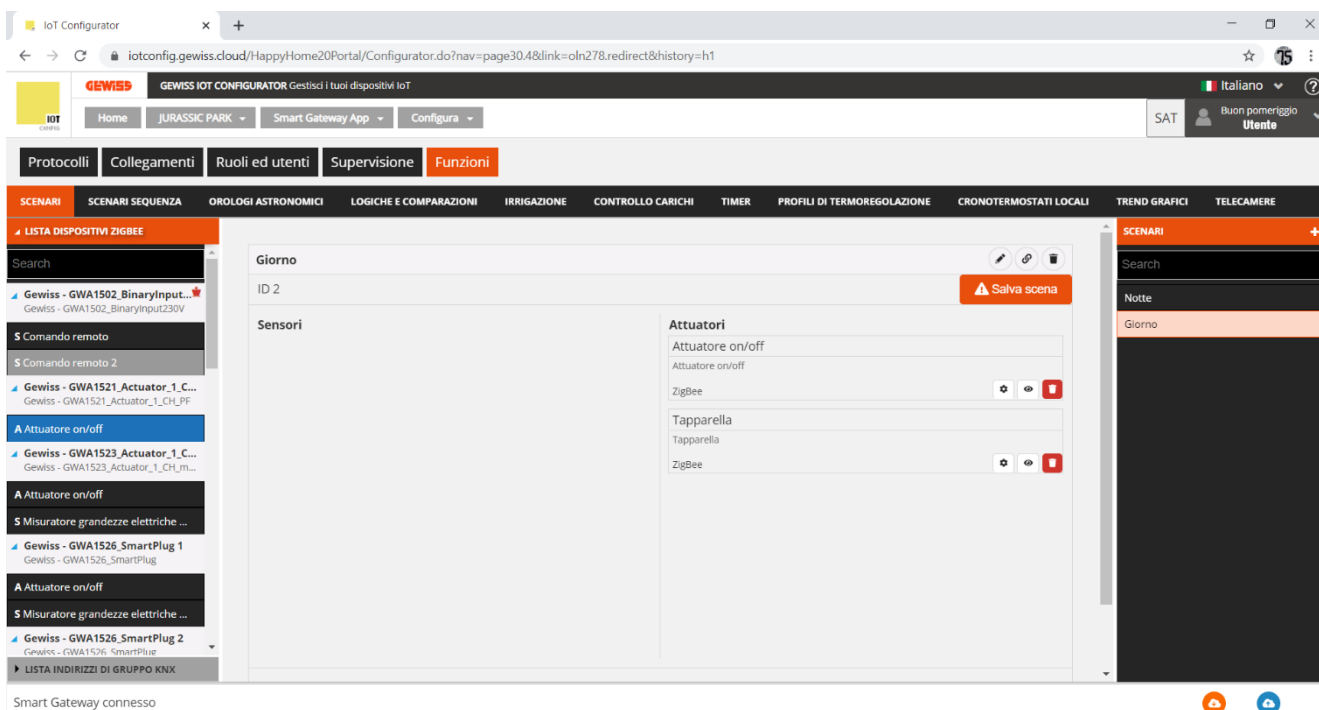 IoT Configurator
iotconfig.gewiss.cloud/HappyHome20Portal/Configurator.do?nav=page30.4&link=oln278.redirect&history=h1
75
IOT
CONFIG
GEWISS
GEWISS IOT CONFIGURATOR Gestisci i tuoi dispositivi IoT
Italiano
?
Home
JURASSIC PARK
Smart Gateway App
Configura
SAT
Buon pomeriggio
Utente
Protocolli
Collegamenti
Ruoli ed utenti
Supervisione
Funzioni
SCENARI
SCENARI SEQUENZA
OROLOGI ASTRONOMICI
LOGICHE E COMPARAZIONI
IRRIGAZIONE
CONTROLLO CARICHI
TIMER
PROFILI DI TERMOREGOLAZIONE
CRONOTERMOSTATI LOCALI
TREND GRAFICI
TELECAMERE
LISTA DISPOSITIVI ZIGBEE
Search
Gewiss - GWA1502_BinaryInput...
Gewiss - GWA1502_BinaryInput230V
S Comando remoto
S Comando remoto 2
Gewiss - GWA1521_Actuator_1_C...
Gewiss - GWA1521_Actuator_1_CH_PF
A Attuatore on/off
Gewiss - GWA1523_Actuator_1_C...
Gewiss - GWA1523_Actuator_1_CH_m...
A Attuatore on/off
S Misuratore grandezze elettriche ...
Gewiss - GWA1526_SmartPlug 1
Gewiss - GWA1526_SmartPlug
A Attuatore on/off
S Misuratore grandezze elettriche ...
Gewiss - GWA1526_SmartPlug 2
Gewiss - GWA1526_SmartPlug
LISTA INDIRIZZI DI GRUPPO KNX
Giorno
ID 2
Salva scena
Sensori
Attuatori
Attuatore on/off
Attuatore on/off
ZigBee
Tapparella
Tapparella
ZigBee
SCENARI
Search
Notte
Giorno
Smart Gateway connesso